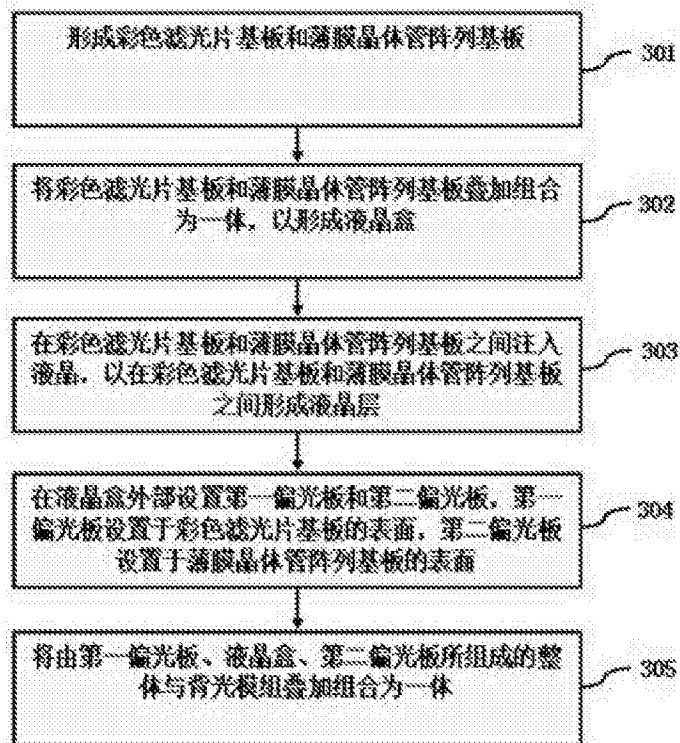 形成彩色滤光片基板和薄膜晶体管阵列基板
301
将彩色滤光片基板和薄膜晶体管阵列基板叠加组合
为一体，以形成液晶盒
302
在彩色滤光片基板和薄膜晶体管阵列基板之间注入
液晶，以在彩色滤光片基板和薄膜晶体管阵列基板
之间形成液晶层
303
在液晶盒外部设置第一偏光板和第二偏光板，第一
偏光板设置于彩色滤光片基板的表面，第二偏光板
设置于薄膜晶体管阵列基板的表面
304
将由第一偏光板、液晶盒、第二偏光板所组成的整
体与背光模组叠加组合为一体
305